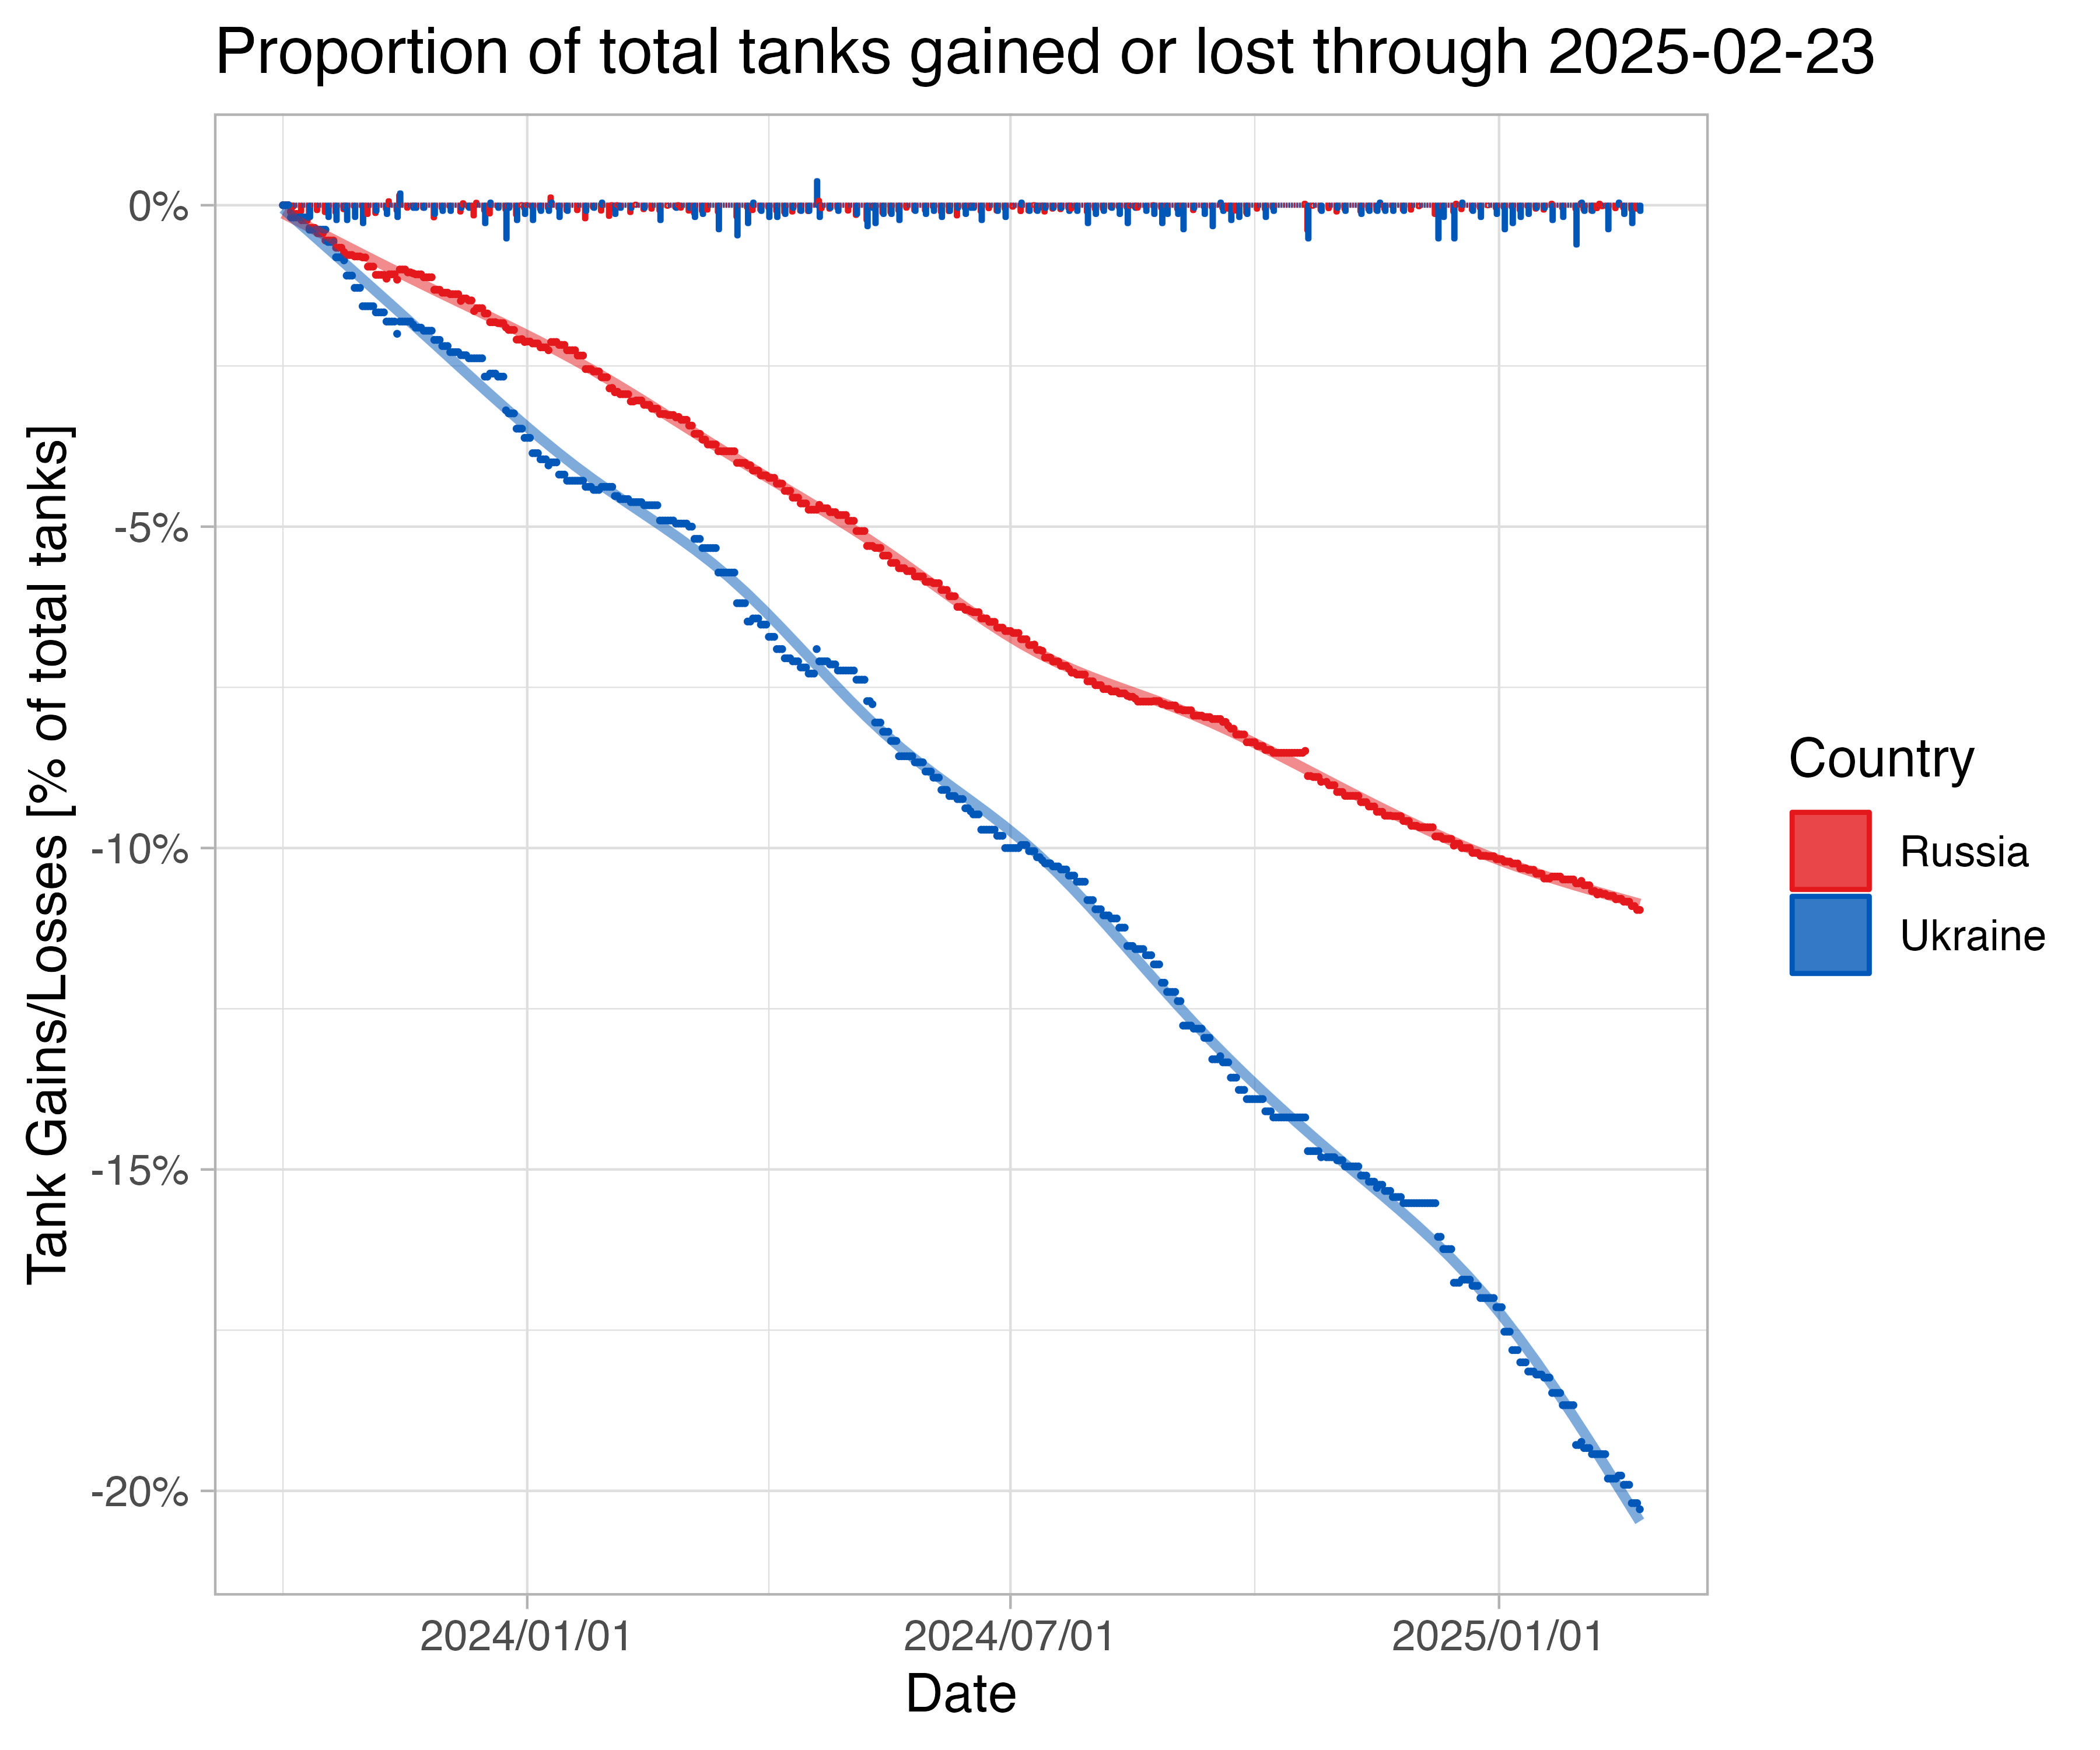 Proportion of total tanks gained or lost through 2025-02-23
Tank Gains/Losses [% of total tanks]
0%
-5%
-10%
-15%
-20%
2024/01/01
2024/07/01
2025/01/01
Date
Country
Russia
Ukraine